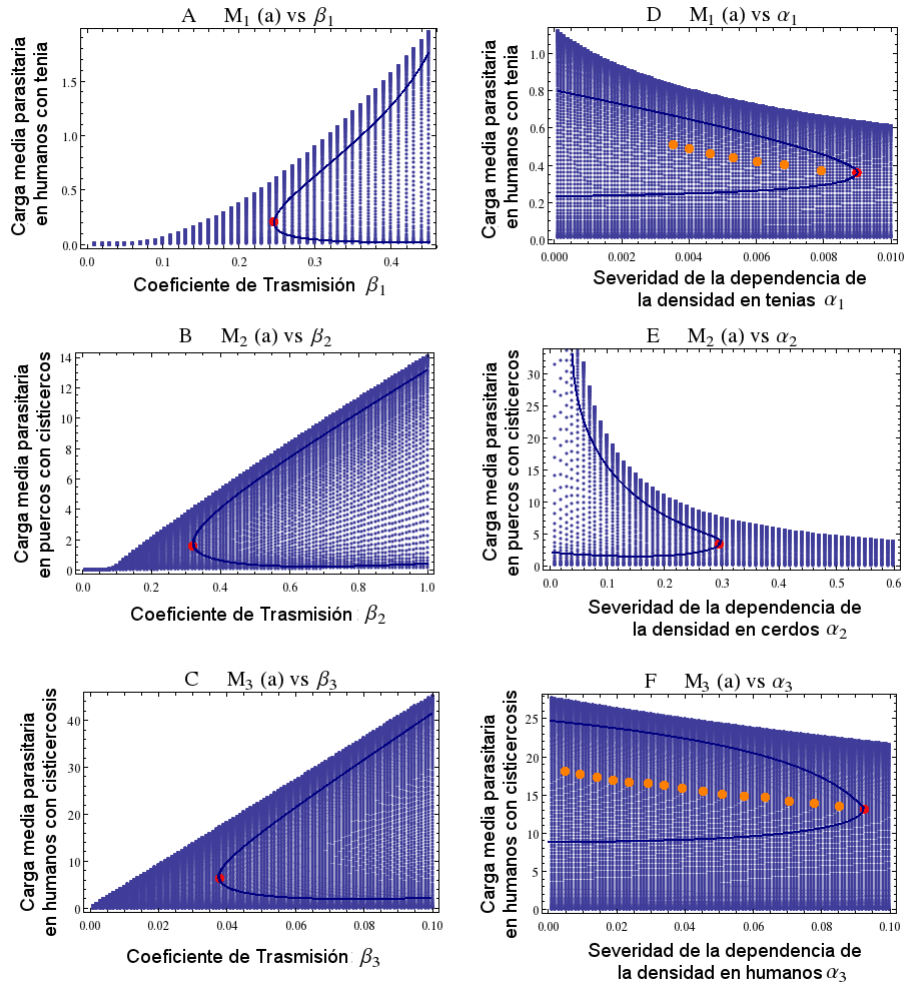 A M₁ (a) vs β₁
Carga media parasitaria
en humanos con tenia
1.5
1.0
0.5
0.0
0.0 0.1 0.2 0.3 0.4
Coeficiente de Trasmisión β₁
D M₁ (a) vs α₁
Carga media parasitaria
en humanos con tenia
1.0
0.8
0.6
0.4
0.2
0.0
0.000 0.002 0.004 0.006 0.008 0.010
Severidad de la dependencia de
la densidad en tenias α₁
B M₂ (a) vs β₂
Carga media parasitaria
en puercos con cisticercos
14
12
10
8
6
4
2
0
0.0 0.2 0.4 0.6 0.8 1.0
Coeficiente de Trasmisión β₂
E M₂ (a) vs α₂
Carga media parasitaria
en puercos con cisticercos
30
25
20
15
10
5
0
0.0 0.1 0.2 0.3 0.4 0.5 0.6
Severidad de la dependencia de
la densidad en cerdos α₂
C M₃ (a) vs β₃
Carga media parasitaria
en humanos con cisticercosis
40
30
20
10
0
0.00 0.02 0.04 0.06 0.08 0.10
Coeficiente de Trasmisión β₃
F M₃ (a) vs α₃
Carga media parasitaria
en humanos con cisticercosis
25
20
15
10
5
0
0.00 0.02 0.04 0.06 0.08 0.10
Severidad de la dependencia de
la densidad en humanos α₃